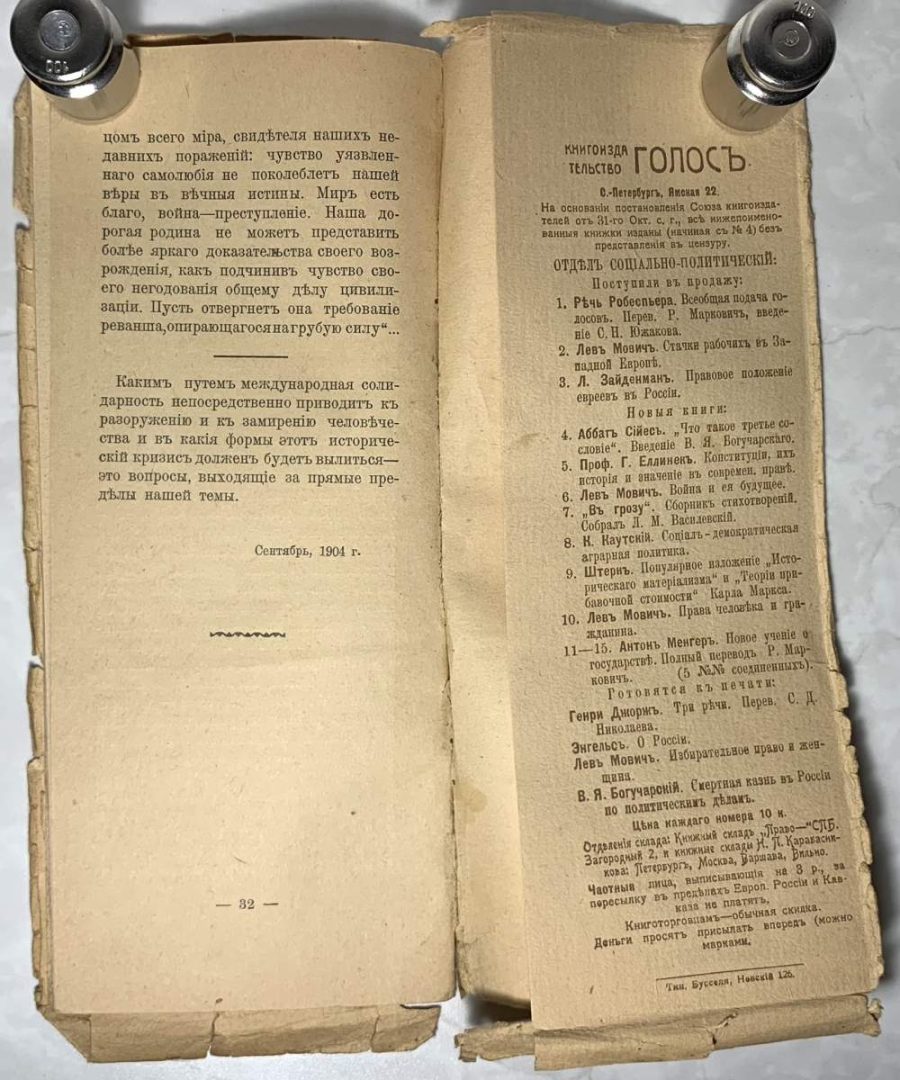 100
цомъ всего міра, свидѣтеля нашихъ не-
давнихъ пораженій: чувство уязвлен-
наго самолюбія не поколеблетъ нашей
вѣры въ вѣчныя истины. Миръ есть
благо, война—преступленіе. Наша до-
рогая родина не можетъ представить
болѣе яркаго доказательства своего воз-
рожденія, какъ подчинивъ чувство сво-
его негодованія общему дѣлу цивили-
заціи. Пусть отвергнетъ она требованіе
реванша, опирающагося на грубую силу“...
Какимъ путемъ международная соли-
дарность непосредственно приводитъ къ
разоруженію и къ замиренію человѣче-
ства и въ какія формы этотъ историче-
скій кризисъ долженъ будетъ вылиться—
это вопросы, выходящіе за прямые пре-
дѣлы нашей темы.
Сентябрь, 1904 г.
— 32 —
100
КНИГОИЗДА
ТЕЛЬСТВО ГОЛОСЪ.
С.-Петербургъ, Ямская 22.
На основаніи постановленія Союза книгоизда-
телей отъ 31-го Окт. с. г., всѣ нижепоимено-
ванныя книжки изданы (начиная съ № 4) безъ
представленія въ цензуру.
ОТДѢЛЪ СОЦІАЛЬНО-ПОЛИТИЧЕСКІЙ:
Поступили въ продажу:
1. Рѣчь Робеспьера. Всеобщая подача го-
лосовъ. Перев. Р. Марковичъ, введе-
ніе С. Н. Южакова.
2. Левъ Мовичъ. Стачки рабочихъ въ За-
падной Европѣ.
3. Л. Зайденманъ. Правовое положеніе
евреевъ въ Россіи.
Новыя книги:
4. Аббатъ Сійесъ. „Что такое третье со-
словіе“. Введеніе В. Я. Богучарскаго.
5. Проф. Г. Еллинекъ. Конституціи, ихъ
исторія и значеніе въ современ. правѣ.
6. Левъ Мовичъ. Война и ея будущее.
7. „Въ грозу“. Сборникъ стихотвореній.
Собралъ Л. М. Василевскій.
8. К. Каутскій. Соціалъ-демократическая
аграрная политика.
9. Штернъ. Популярное изложеніе „Исто-
рическаго матеріализма“ и „Теоріи при-
бавочной стоимости“ Карла Маркса.
10. Левъ Мовичъ. Права человѣка и гра-
жданина.
11—15. Антонъ Менгеръ. Новое ученіе о
государствѣ. Полный переводъ Р. Мар-
ковичъ. (5 №№ соединенныхъ).
Готовятся къ печати:
Генри Джоржъ. Три рѣчи. Перев. С. Д.
Николаева.
Энгельсъ. О Россіи.
Левъ Мовичъ. Избирательное право и жен-
щина.
В. Я. Богучарскій. Смертная казнь въ Россіи
по политическимъ дѣламъ.
Цѣна каждаго номера 10 к.
Отдѣленія склада: Книжный складъ „Право—“СПБ.
Загородный 2, и книжные склады Н. П. Карабасни-
кова: Петербургъ, Москва, Варшава, Вильно.
Частныя лица, выписывающія на 3 р., за
пересылку въ предѣлахъ Европ. Россіи и Кав-
каза не платятъ.
Книготорговцамъ—обычная скидка.
Деньги просятъ присылать впередъ (можно
марками.
Тип. Бусселя, Невскій 125.